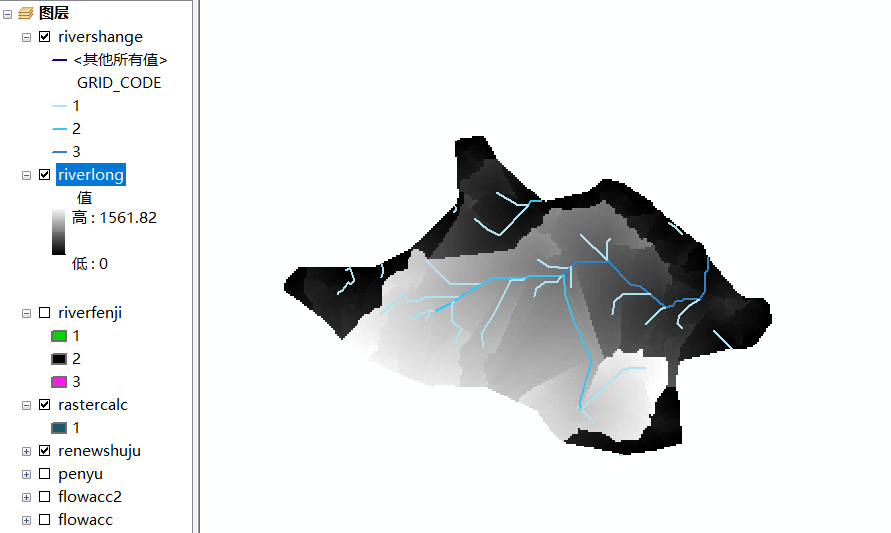 图层
rivershange
<其他所有值>
GRID_CODE
1
2
3
riverlong
值
高 : 1561.82
低 : 0
riverfenji
1
2
3
rastercalc
1
renewshuju
penyu
flowacc2
flowacc